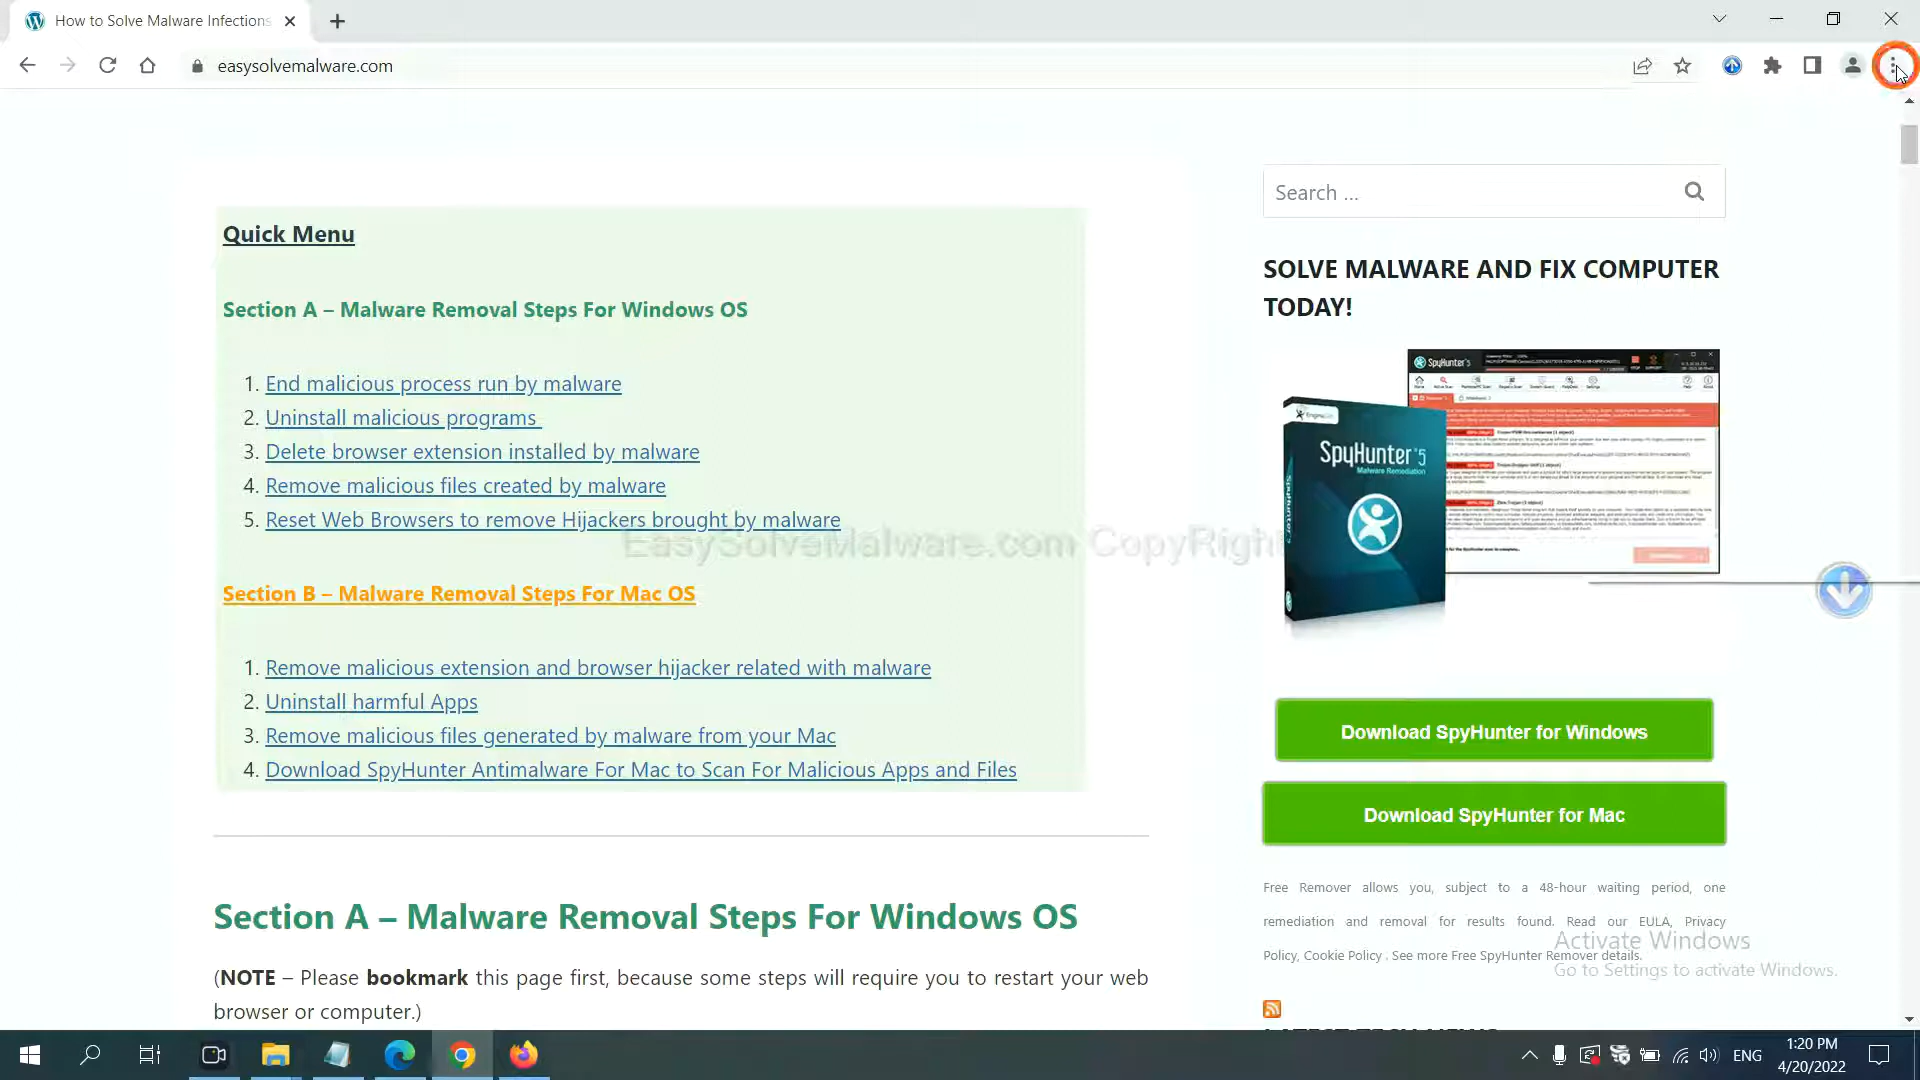 How to Solve Malware Infections
easysolvemalware.com
Quick Menu
Section A – Malware Removal Steps For Windows OS
1. End malicious process run by malware
2. Uninstall malicious programs
3. Delete browser extension installed by malware
4. Remove malicious files created by malware
5. Reset Web Browsers to remove Hijackers brought by malware
EasySolveMalware.com CopyRight
Section B – Malware Removal Steps For Mac OS
1. Remove malicious extension and browser hijacker related with malware
2. Uninstall harmful Apps
3. Remove malicious files generated by malware from your Mac
4. Download SpyHunter Antimalware For Mac to Scan For Malicious Apps and Files
Section A – Malware Removal Steps For Windows OS
(NOTE – Please bookmark this page first, because some steps will require you to restart your web
browser or computer.)
Search ...
SOLVE MALWARE AND FIX COMPUTER
TODAY!
SpyHunter 5
SpyHunter 5
Malware Remediation
Download SpyHunter for Windows
Download SpyHunter for Mac
Free Remover allows you, subject to a 48-hour waiting period, one
remediation and removal for results found. Read our EULA, Privacy
Policy, Cookie Policy . See more Free SpyHunter Remover details.
Activate Windows
Go to Settings to activate Windows.
LATEST TECH NEWS
ENG
1:20 PM
4/20/2022